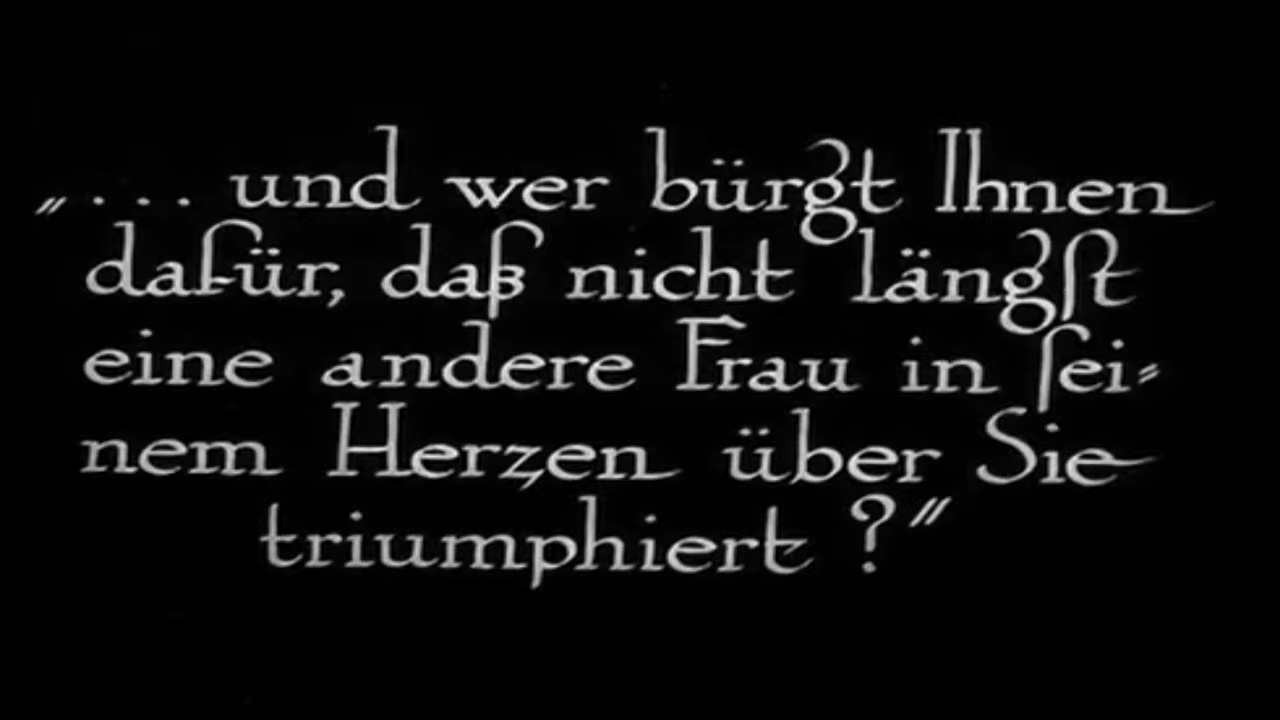 „... und wer bürgt Ihnen
dafür, daß nicht längſt
eine andere Frau in ſei⸗
nem Herzen über Sie
triumphiert ?”